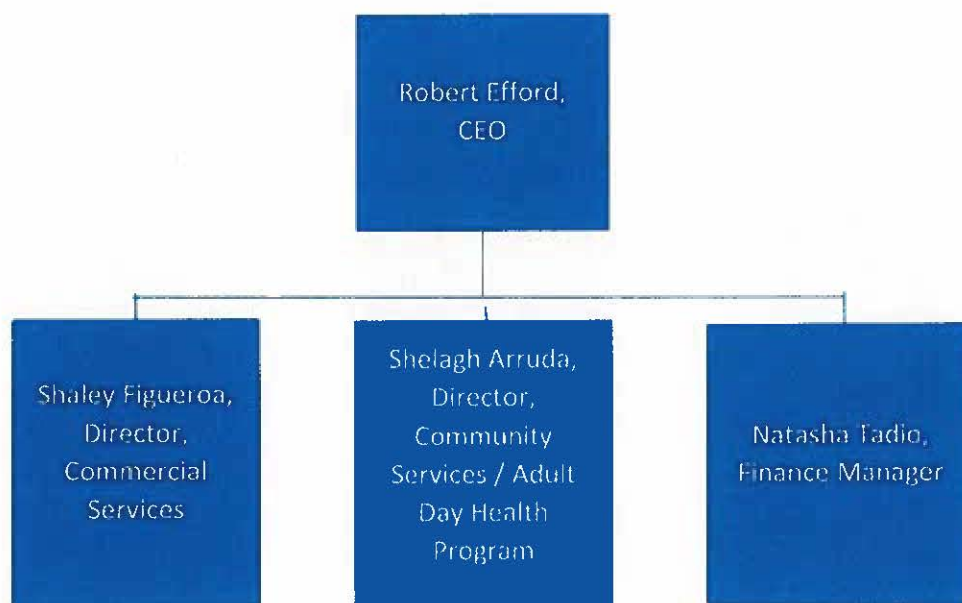 Robert Efford,
CEO
Shaley Figueroa,
Director,
Commercial
Services
Shelagh Arruda,
Director,
Community
Services / Adult
Day Health
Program
Natasha Tadio,
Finance Manager